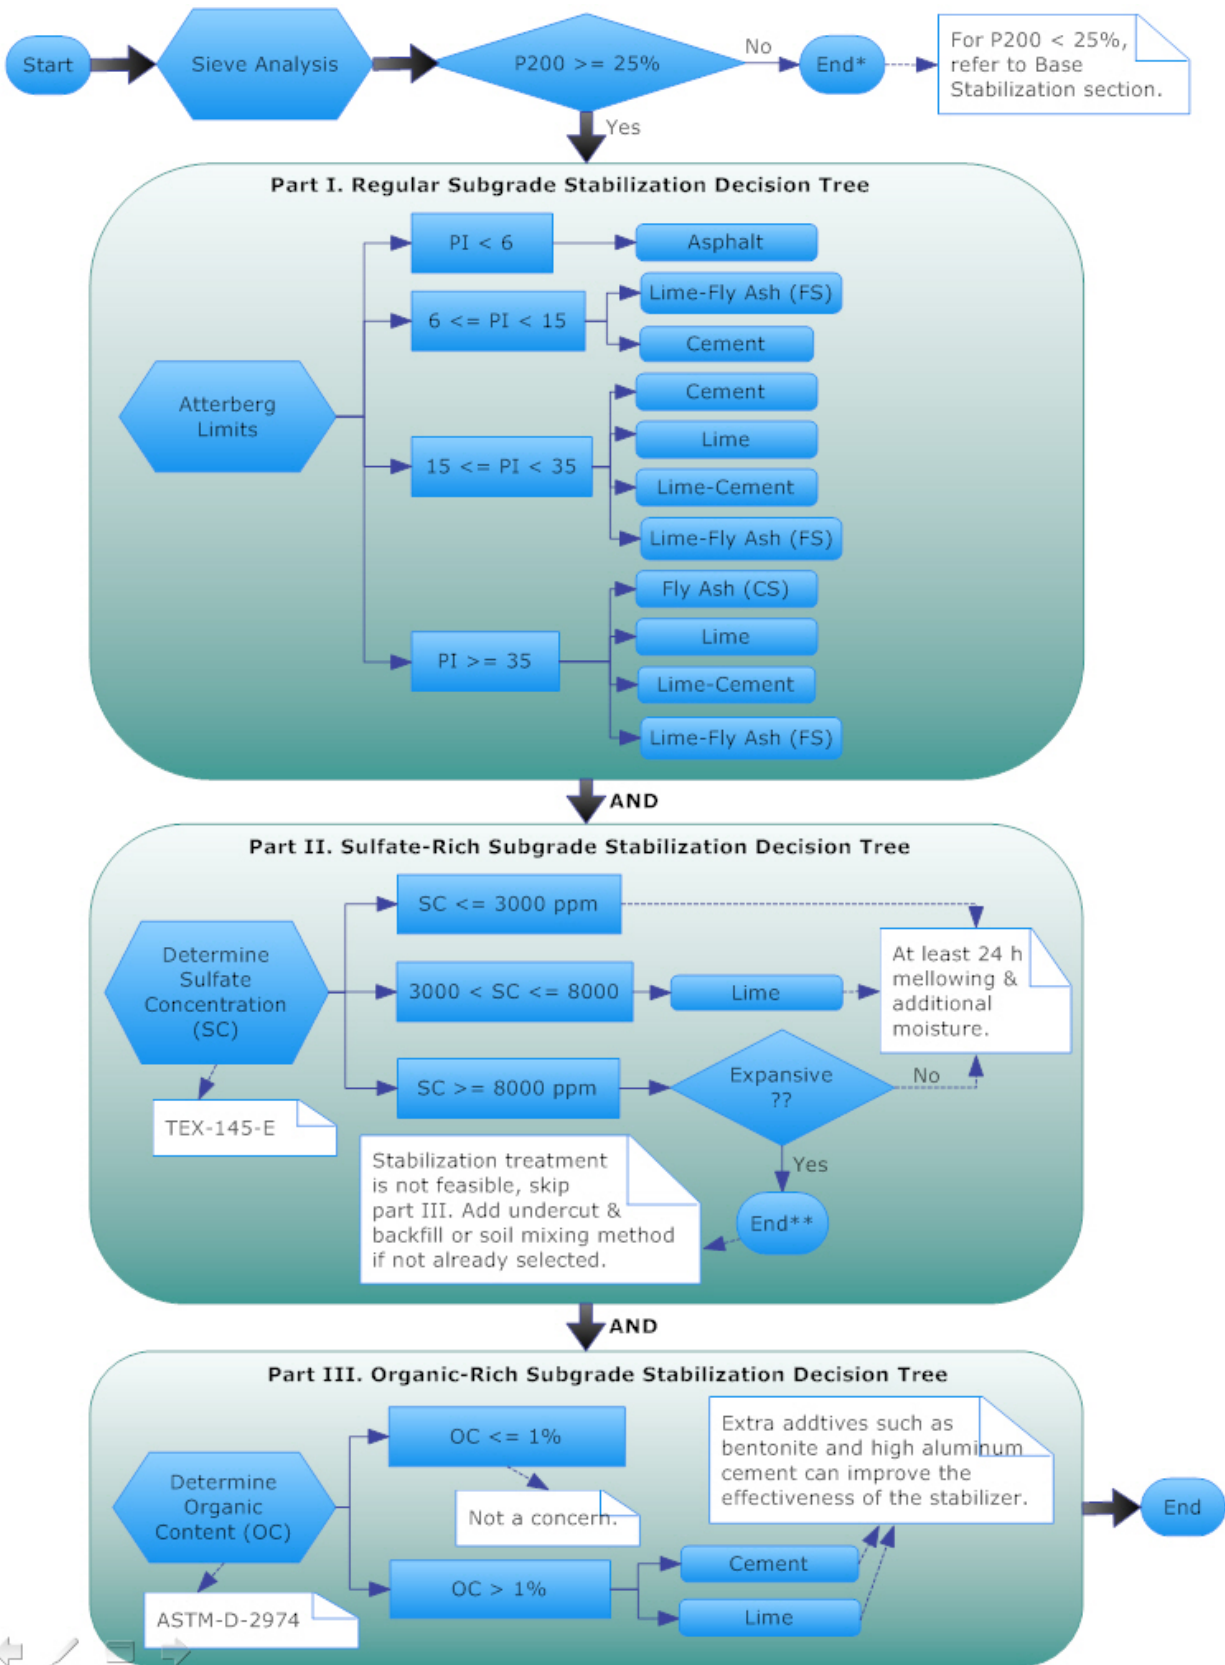 Start
Sieve Analysis
P200 >= 25%
No
End*
For P200 < 25%,
refer to Base
Stabilization section.
Yes
Part I. Regular Subgrade Stabilization Decision Tree
Atterberg
Limits
PI < 6
Asphalt
6 <= PI < 15
Lime-Fly Ash (FS)
Cement
15 <= PI < 35
Cement
Lime
Lime-Cement
Lime-Fly Ash (FS)
PI >= 35
Fly Ash (CS)
Lime
Lime-Cement
Lime-Fly Ash (FS)
AND
Part II. Sulfate-Rich Subgrade Stabilization Decision Tree
Determine
Sulfate
Concentration
(SC)
TEX-145-E
SC <= 3000 ppm
3000 < SC <= 8000
Lime
At least 24 h
mellowing &
additional
moisture.
SC >= 8000 ppm
Expansive
??
No
Yes
End**
Stabilization treatment
is not feasible, skip
part III. Add undercut &
backfill or soil mixing method
if not already selected.
AND
Part III. Organic-Rich Subgrade Stabilization Decision Tree
Determine
Organic
Content (OC)
ASTM-D-2974
OC <= 1%
Not a concern.
OC > 1%
Cement
Lime
Extra addtives such as
bentonite and high aluminum
cement can improve the
effectiveness of the stabilizer.
End